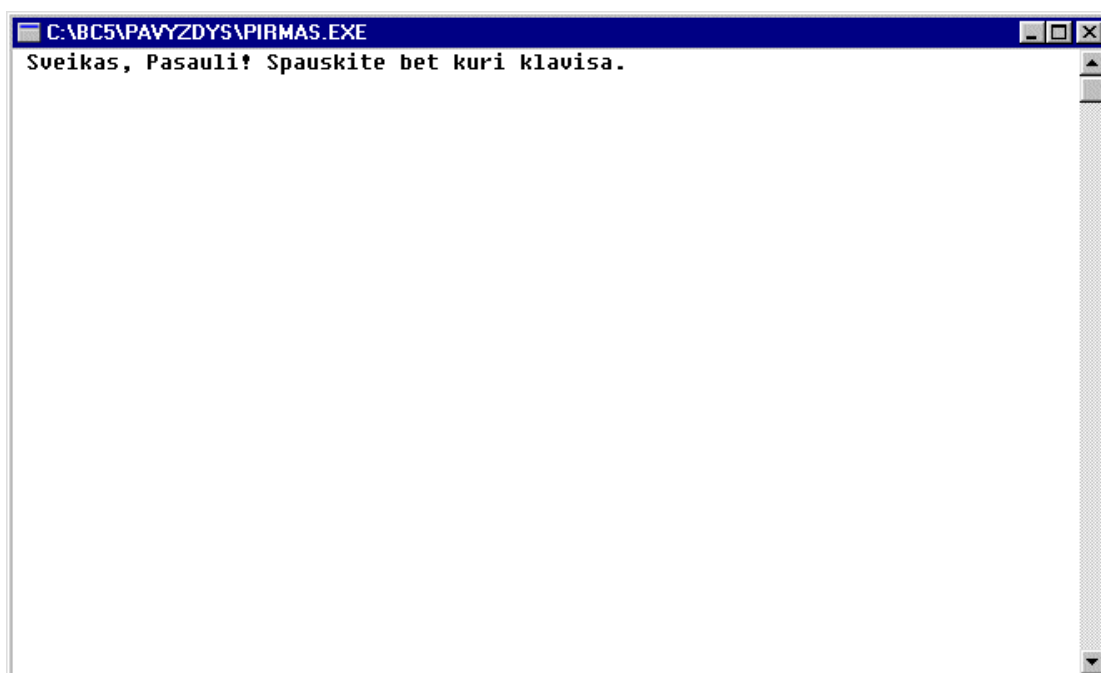 C:\BC5\PAVYZDYS\PIRMAS.EXE
Sveikas, Pasauli! Spauskite bet kuri klavisa.